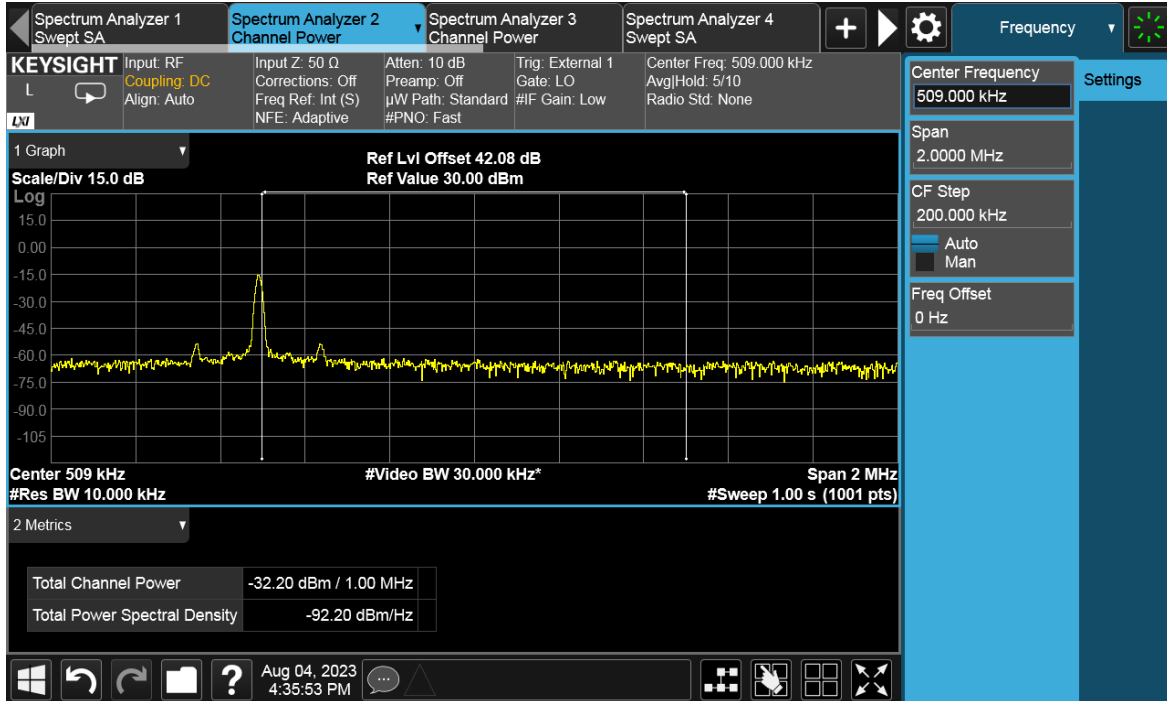 Spectrum Analyzer 1
Swept SA
Spectrum Analyzer 2
Channel Power
Spectrum Analyzer 3
Channel Power
Spectrum Analyzer 4
Swept SA
Frequency
KEYSIGHT
L
LXI
Input: RF
Coupling: DC
Align: Auto
Input Z: 50 Ω
Corrections: Off
Freq Ref: Int (S)
NFE: Adaptive
Atten: 10 dB
Preamp: Off
µW Path: Standard
#PNO: Fast
Trig: External 1
Gate: LO
#IF Gain: Low
Center Freq: 509.000 kHz
Avg|Hold: 5/10
Radio Std: None
1 Graph
Scale/Div 15.0 dB
Ref Lvl Offset 42.08 dB
Ref Value 30.00 dBm
Log
15.0
0.00
-15.0
-30.0
-45.0
-60.0
-75.0
-90.0
-105
Center 509 kHz
#Video BW 30.000 kHz*
Span 2 MHz
#Res BW 10.000 kHz
#Sweep 1.00 s (1001 pts)
2 Metrics
Total Channel Power -32.20 dBm / 1.00 MHz
Total Power Spectral Density -92.20 dBm/Hz
?
Aug 04, 2023
4:35:53 PM
Center Frequency
509.000 kHz
Settings
Span
2.0000 MHz
CF Step
200.000 kHz
Auto
Man
Freq Offset
0 Hz